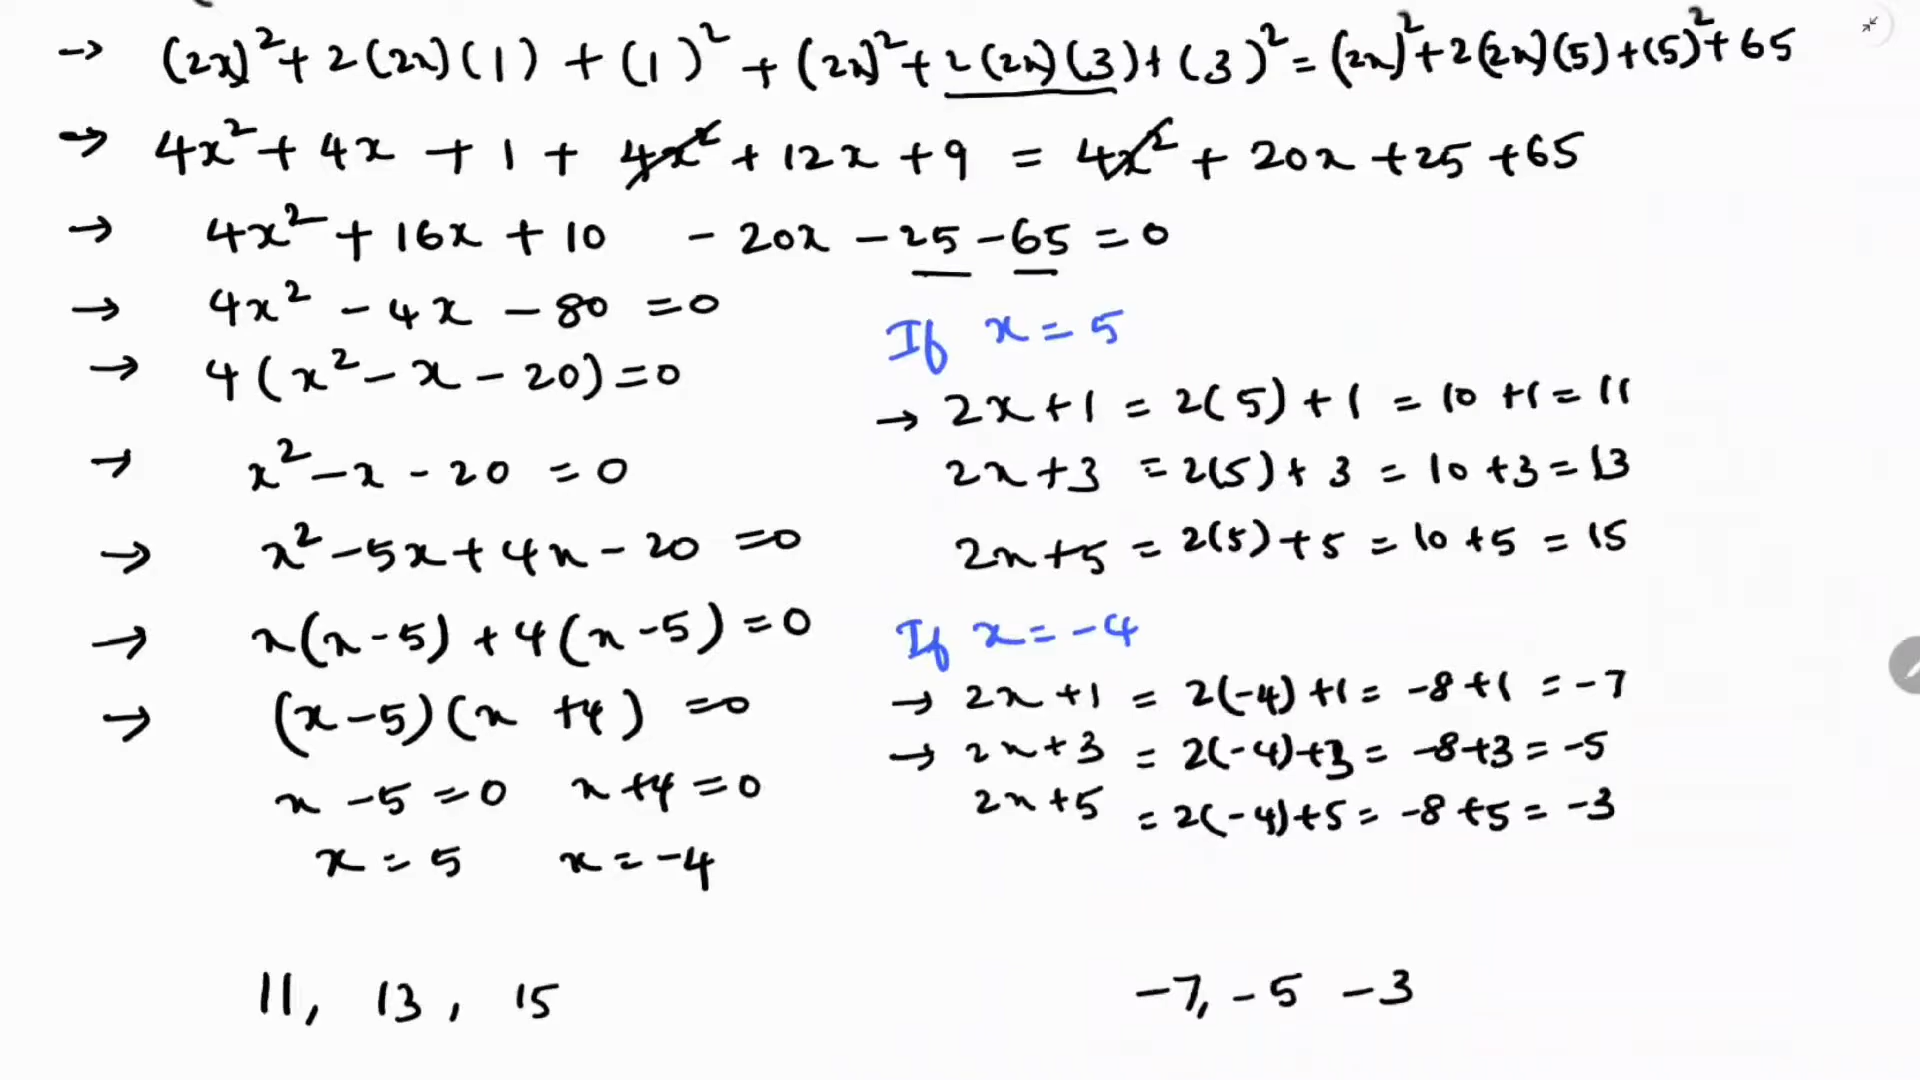 → (2x)² + 2(2x)(1) + (1)² + (2x)² + 2(2x)(3) + (3)² = (2x)² + 2(2x)(5) + (5)² + 65
→ 4x² + 4x + 1 + 4x² + 12x + 9 = 4x² + 20x + 25 + 65
→ 4x² + 16x + 10 - 20x - 25 - 65 = 0
→ 4x² - 4x - 80 = 0
→ 4(x² - x - 20) = 0
→ x² - x - 20 = 0
→ x² - 5x + 4x - 20 = 0
→ x(x - 5) + 4(x - 5) = 0
→ (x - 5)(x + 4) = 0
x - 5 = 0 x + 4 = 0
x = 5 x = -4
If x = 5
→ 2x + 1 = 2(5) + 1 = 10 + 1 = 11
2x + 3 = 2(5) + 3 = 10 + 3 = 13
2x + 5 = 2(5) + 5 = 10 + 5 = 15
If x = -4
→ 2x + 1 = 2(-4) + 1 = -8 + 1 = -7
→ 2x + 3 = 2(-4) + 3 = -8 + 3 = -5
2x + 5 = 2(-4) + 5 = -8 + 5 = -3
11, 13, 15
-7, -5 -3